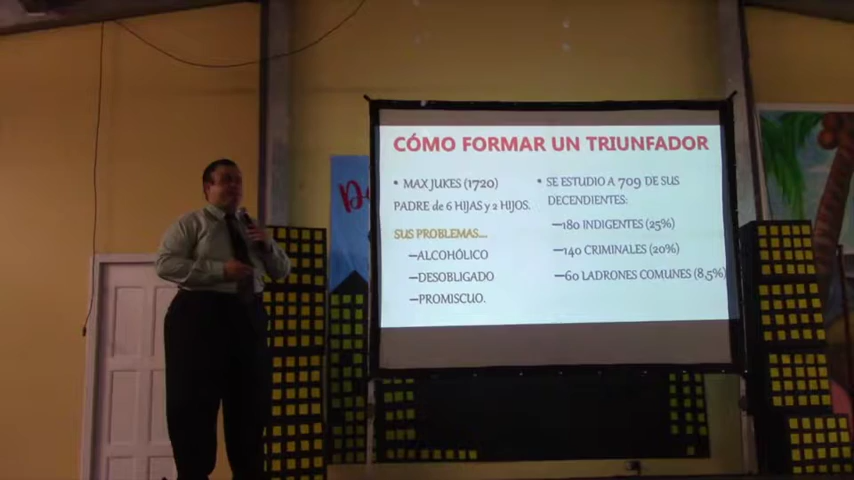 CÓMO FORMAR UN TRIUNFADOR
• MAX JUKES (1720)
PADRE de 6 HIJAS y 2 HIJOS.
SUS PROBLEMAS...
–ALCOHÓLICO
–DESOBLIGADO
–PROMISCUO.
• SE ESTUDIO A 709 DE SUS
DECENDIENTES:
–180 INDIGENTES (25%)
–140 CRIMINALES (20%)
–60 LADRONES COMUNES (8,5%)